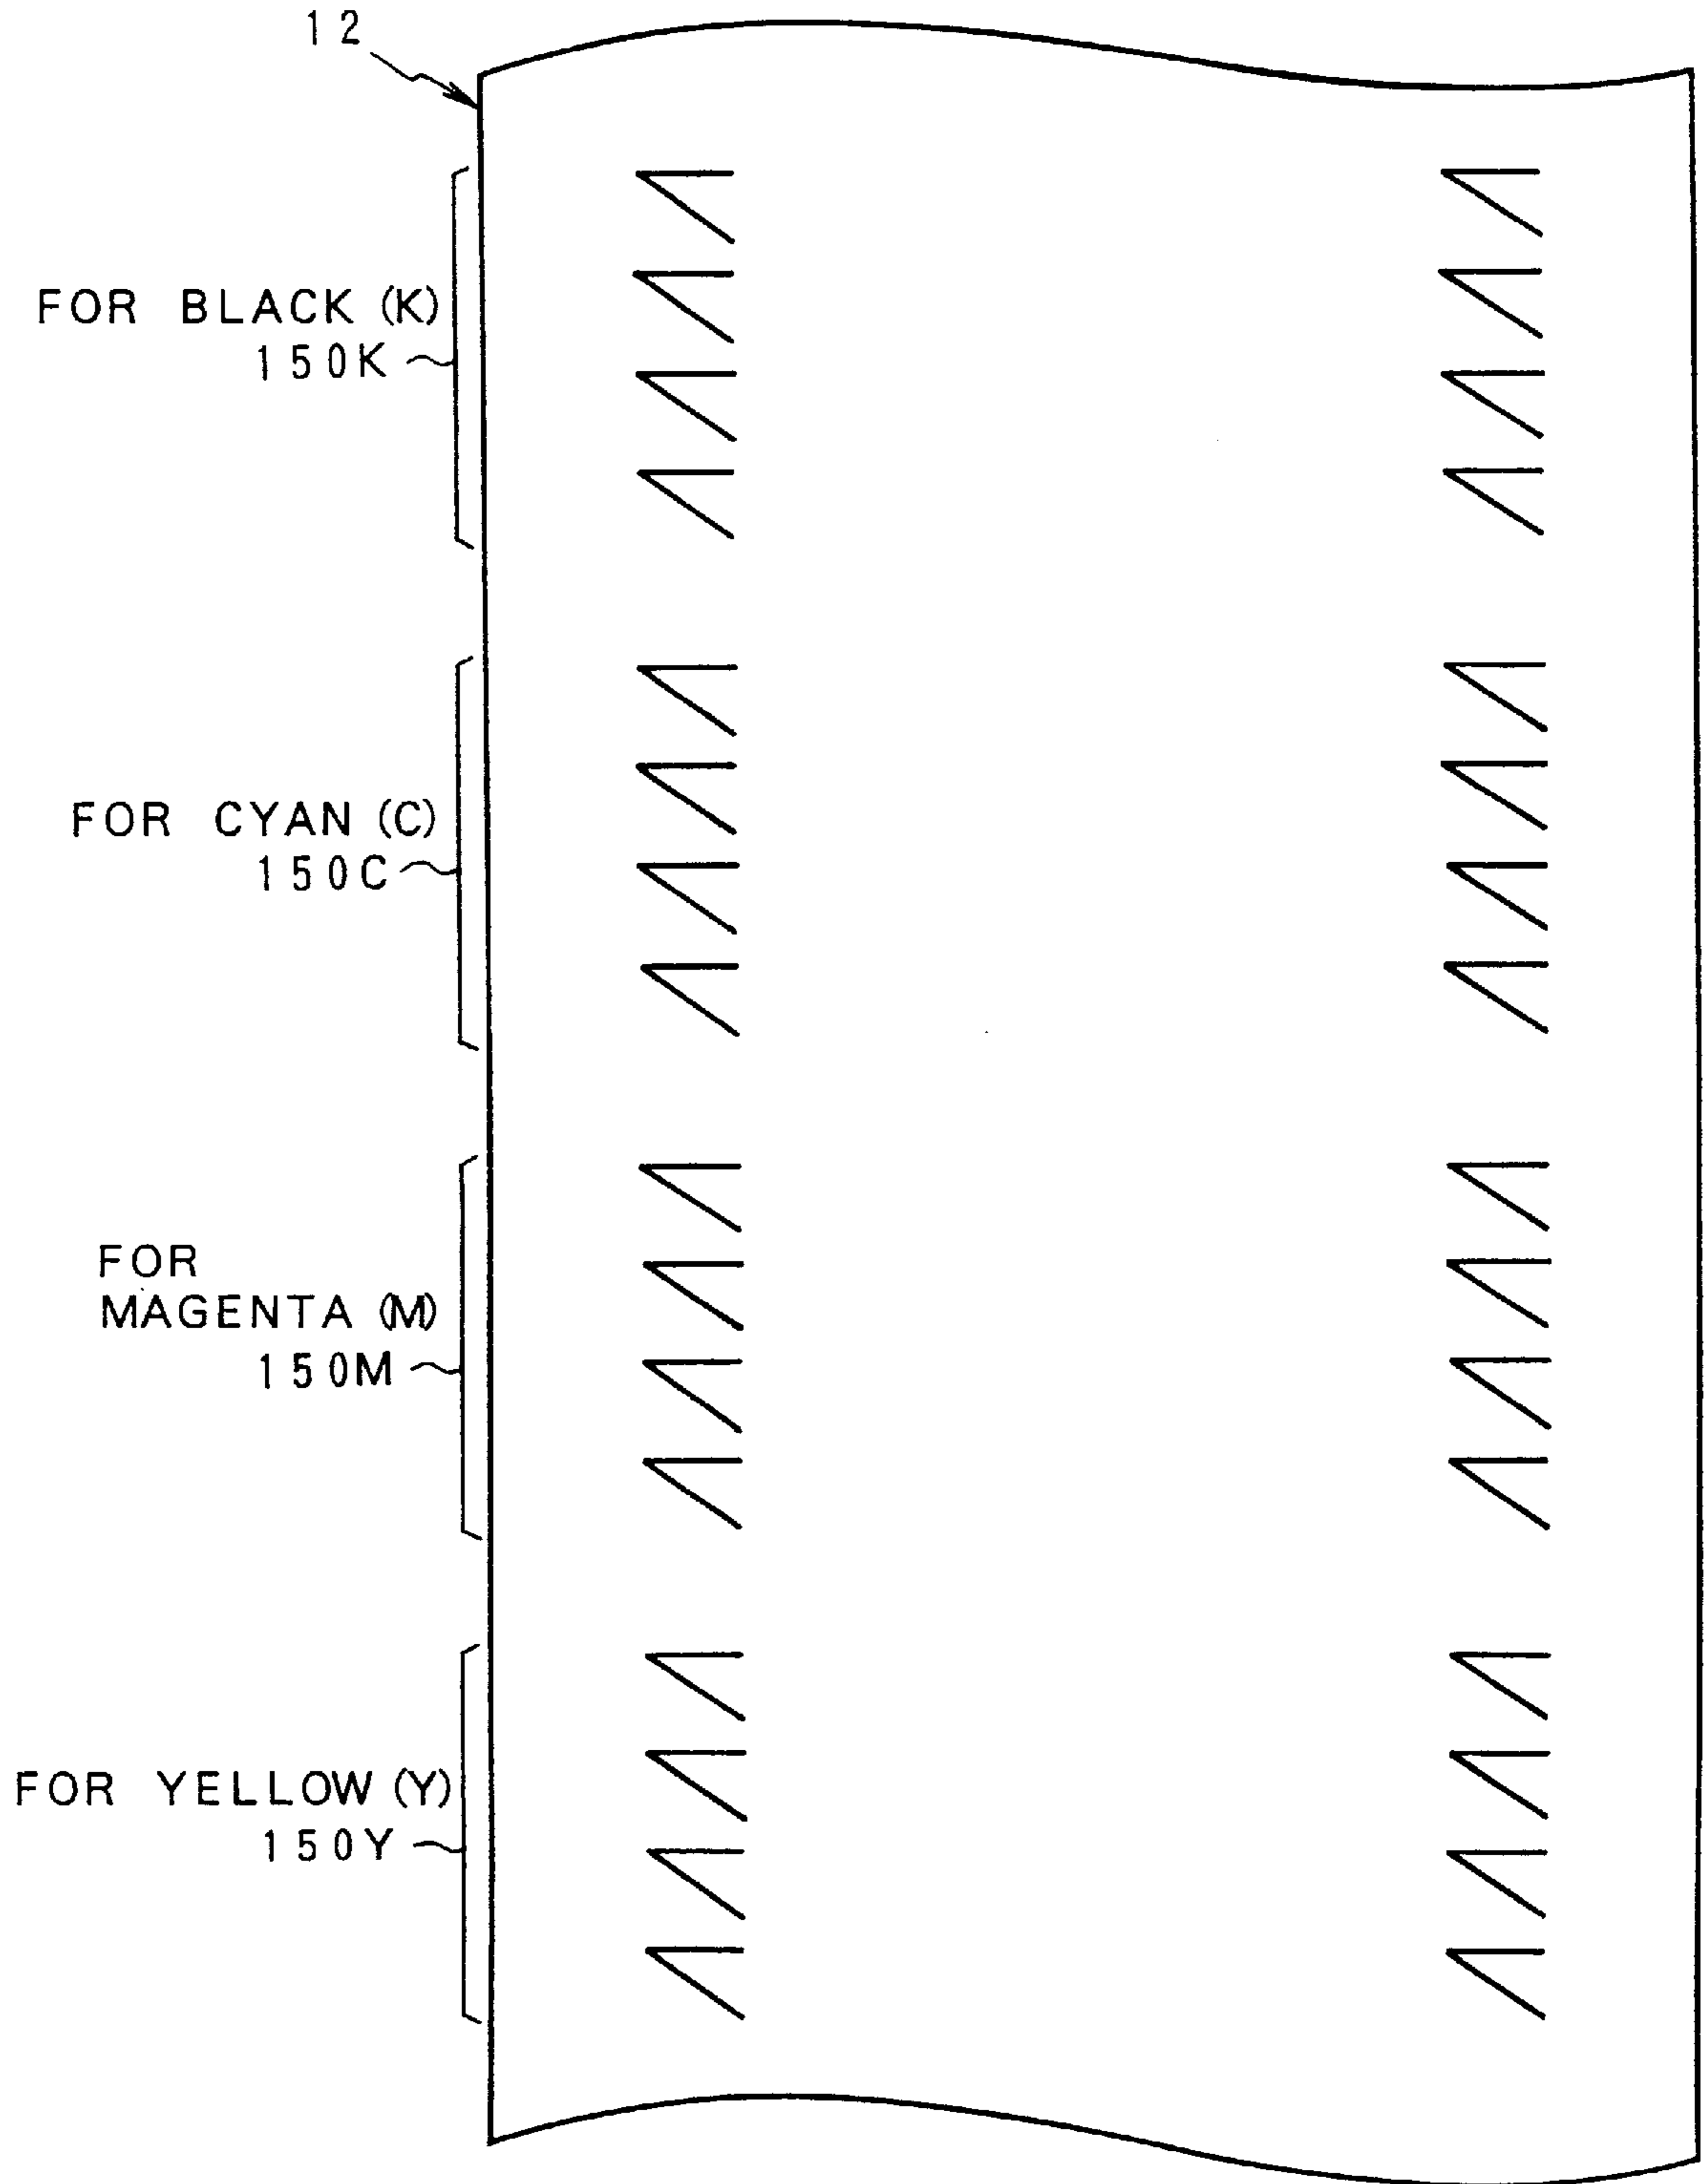 12
FOR BLACK (K)
150K
FOR CYAN (C)
150C
FOR
MAGENTA (M)
150M
FOR YELLOW (Y)
150Y